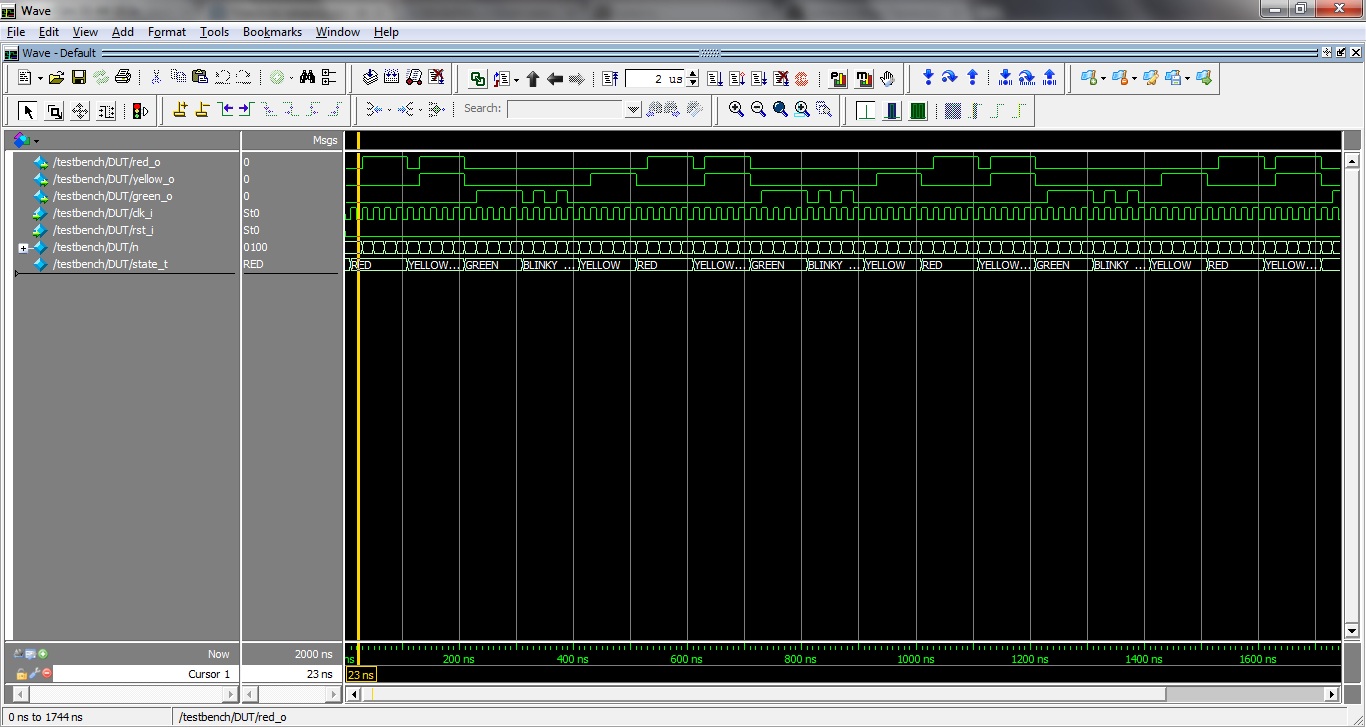 Wave
File Edit View Add Format Tools Bookmarks Window Help
Wave - Default
2 us
Search:
Msgs
/testbench/DUT/red_o 0
/testbench/DUT/yellow_o 0
/testbench/DUT/green_o 0
/testbench/DUT/clk_i St0
/testbench/DUT/rst_i St0
/testbench/DUT/n 0100
/testbench/DUT/state_t RED RED YELLOW... GREEN BLINKY ... YELLOW RED YELLOW... GREEN BLINKY ... YELLOW RED YELLOW... GREEN BLINKY ... YELLOW RED YELLOW...
Now 2000 ns ns 200 ns 400 ns 600 ns 800 ns 1000 ns 1200 ns 1400 ns 1600 ns
Cursor 1 23 ns 23 ns
0 ns to 1744 ns /testbench/DUT/red_o